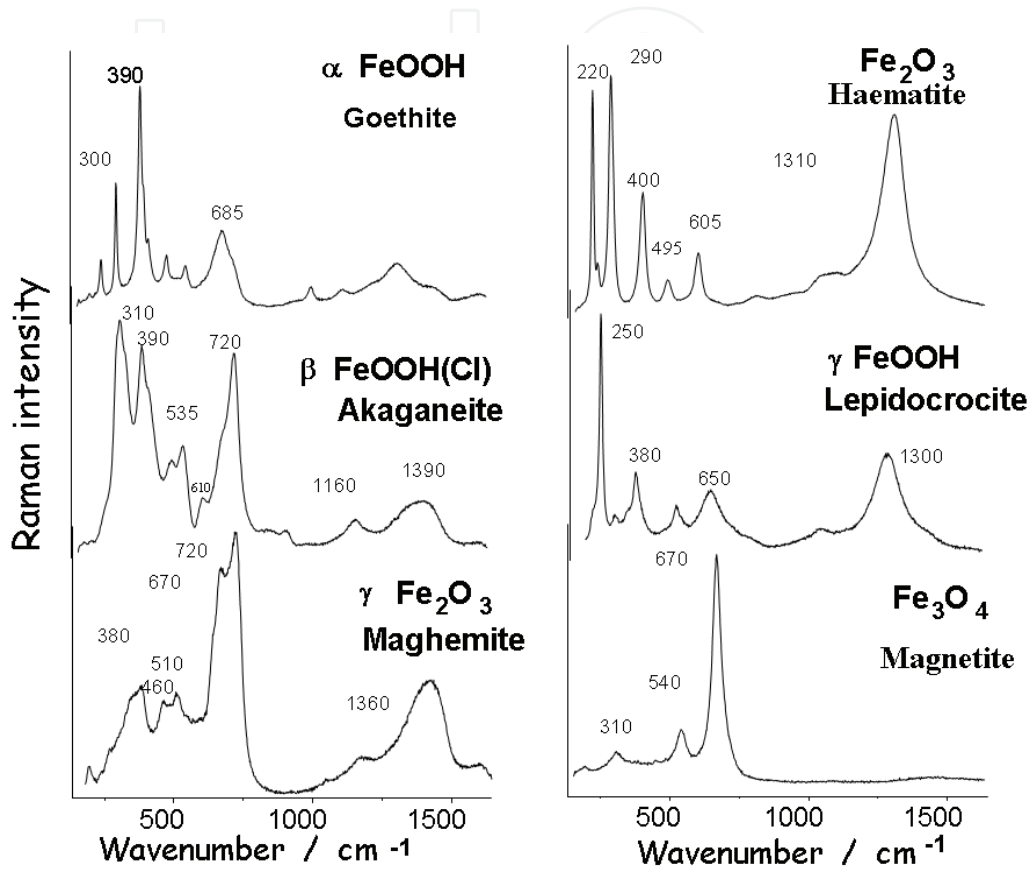 Raman intensity
α FeOOH
Goethite
390
300
685
β FeOOH(Cl)
Akaganeite
310
390
535
610
720
1160
1390
γ Fe2O3
Maghemite
380
460
510
670
720
1360
500 1000 1500
Wavenumber / cm -1
Fe2O3
Haematite
220
290
400
495
605
1310
γ FeOOH
Lepidocrocite
250
380
650
1300
Fe3O4
Magnetite
310
540
670
500 1000 1500
Wavenumber / cm -1